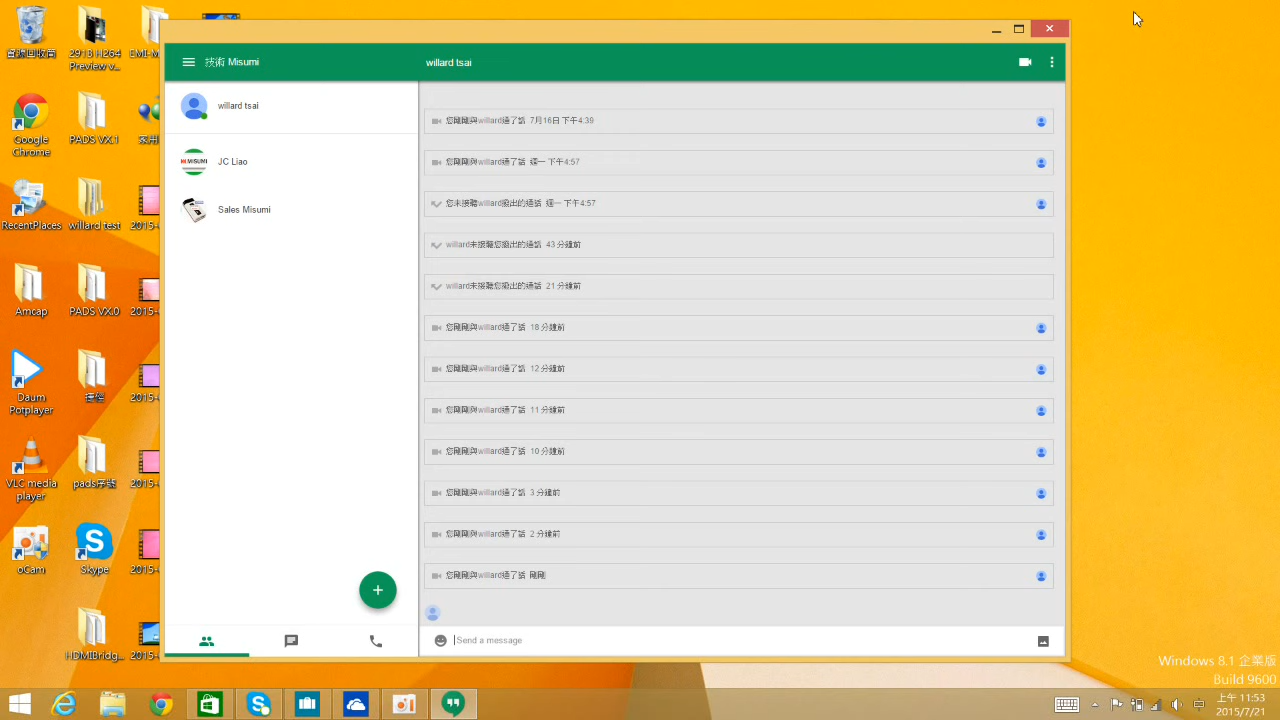 資源回收筒
2913 H264
Preview v...
Google
Chrome
PADS VX.1
RecentPlaces
willard test
2015-
Amcap
PADS VX.0
2015-
Daum
Potplayer
2015-
VLC media
player
pads序號
2015-
oCam
Skype
2015-
HDMIBridg...
2015-
技術 Misumi
willard tsai
willard tsai
MISUMI
JC Liao
Sales Misumi
您剛剛與willard通了話 7月16日 下午4:39
您剛剛與willard通了話 週一 下午4:57
您未接聽willard撥出的通話 週一 下午4:57
willard未接聽您撥出的通話 43 分鐘前
willard未接聽您撥出的通話 21 分鐘前
您剛剛與willard通了話 18 分鐘前
您剛剛與willard通了話 12 分鐘前
您剛剛與willard通了話 11 分鐘前
您剛剛與willard通了話 10 分鐘前
您剛剛與willard通了話 3 分鐘前
您剛剛與willard通了話 2 分鐘前
您剛剛與willard通了話 剛剛
Send a message
Windows 8.1 企業版
Build 9600
上午 11:53
2015/7/21